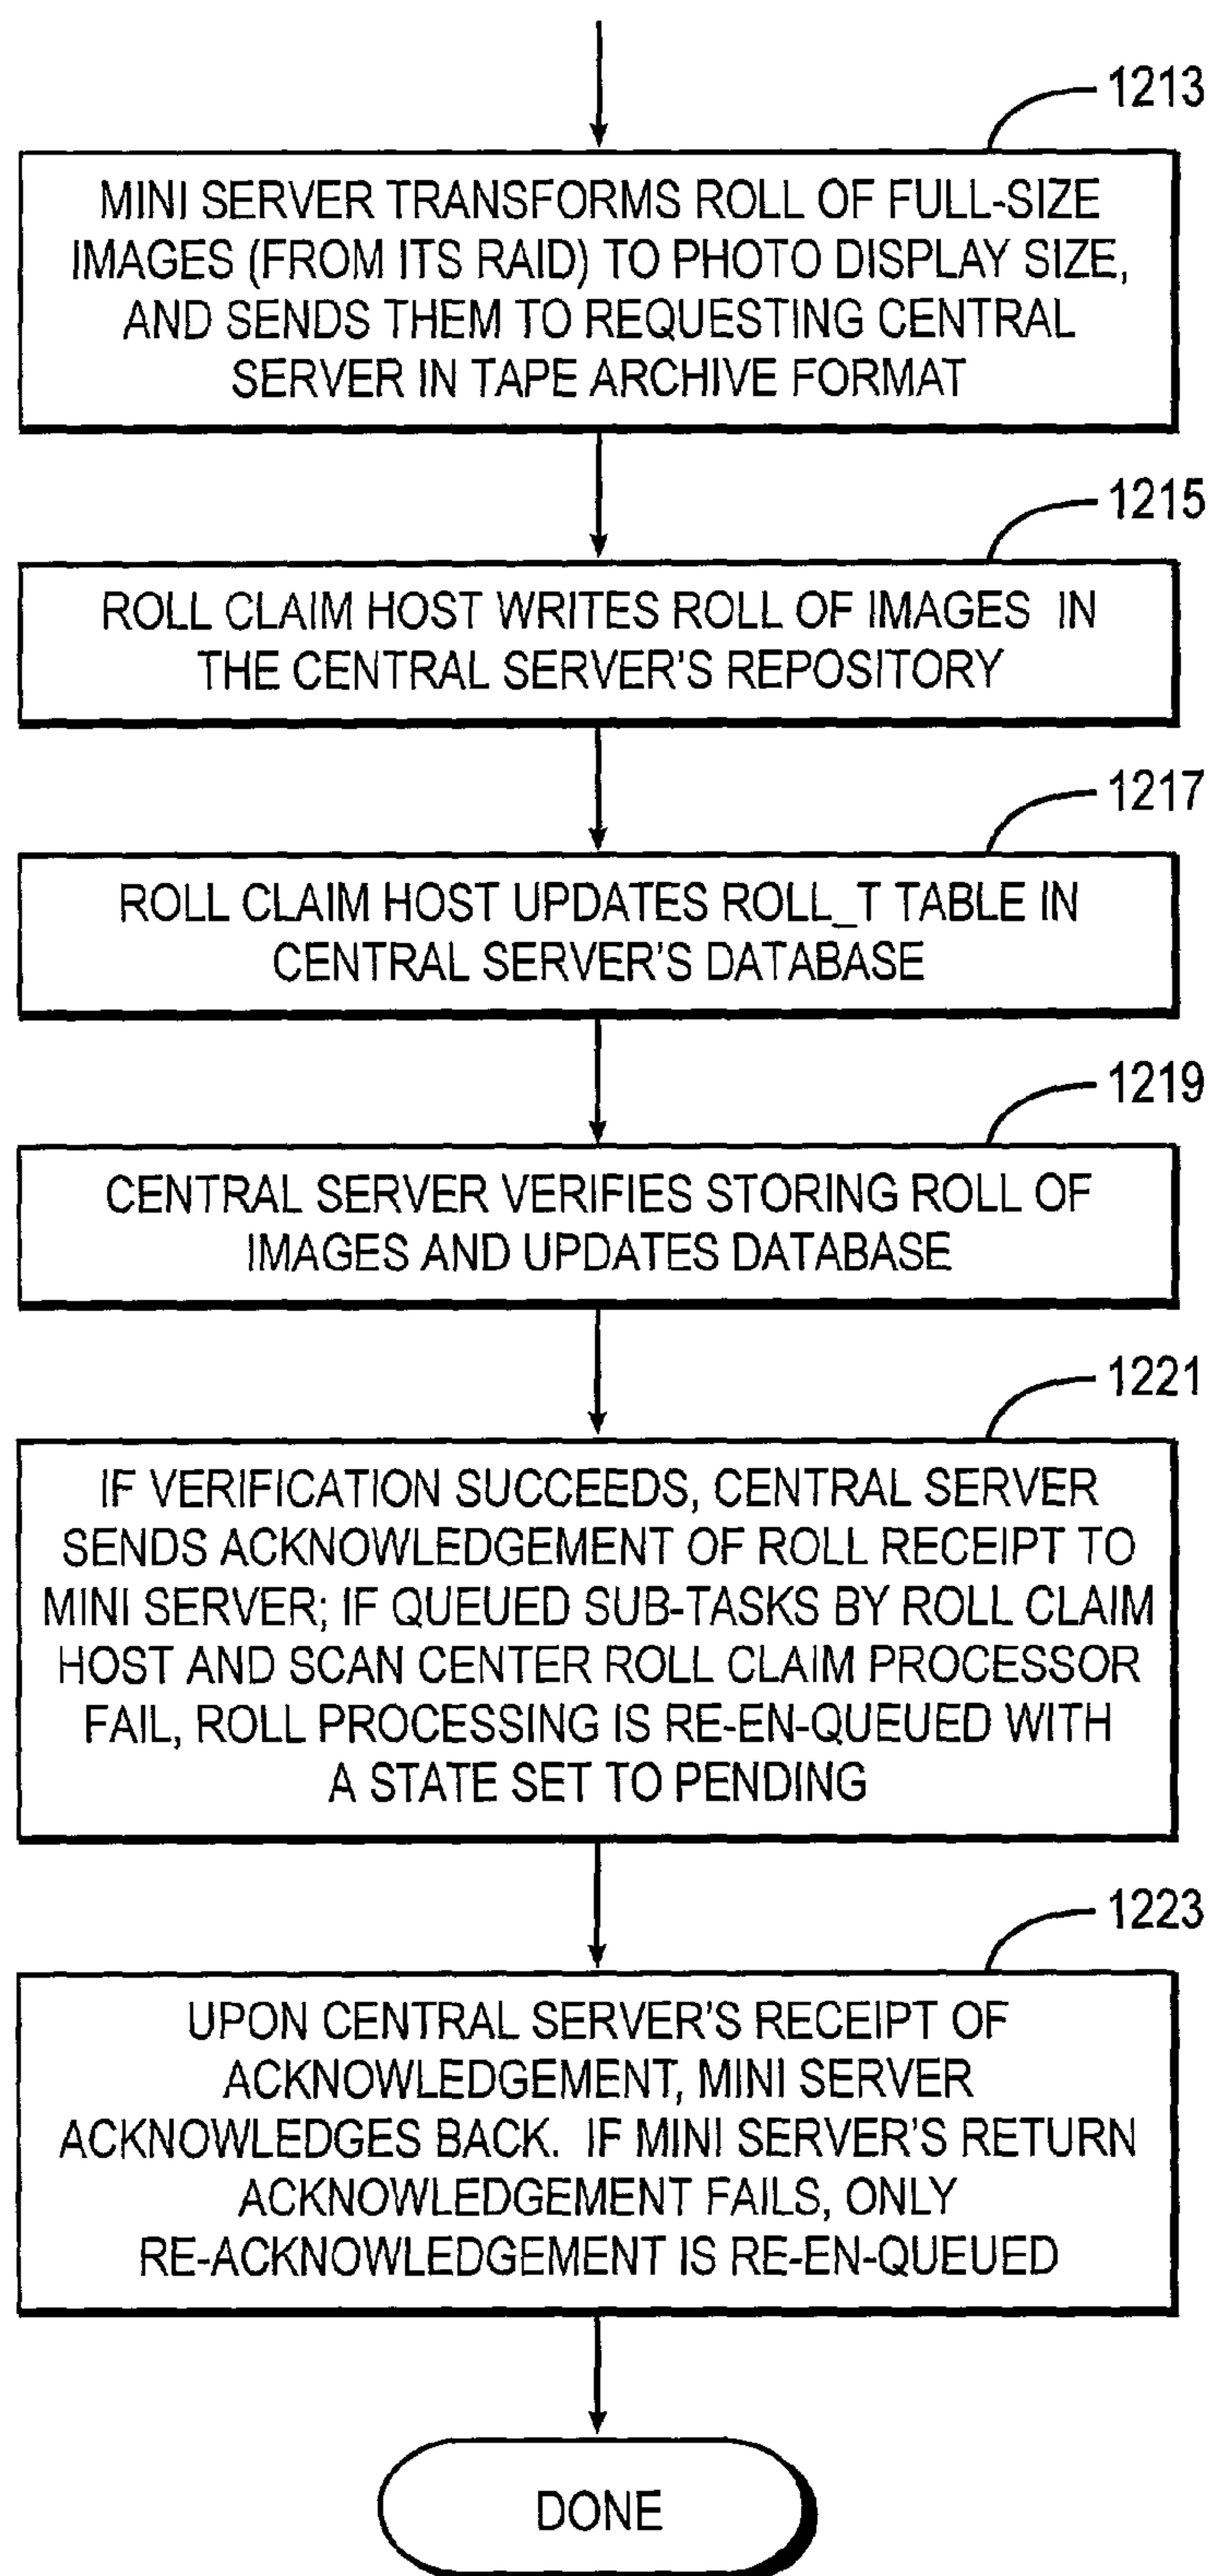 1213
MINI SERVER TRANSFORMS ROLL OF FULL-SIZE
IMAGES (FROM ITS RAID) TO PHOTO DISPLAY SIZE,
AND SENDS THEM TO REQUESTING CENTRAL
SERVER IN TAPE ARCHIVE FORMAT
1215
ROLL CLAIM HOST WRITES ROLL OF IMAGES IN
THE CENTRAL SERVER'S REPOSITORY
1217
ROLL CLAIM HOST UPDATES ROLL_T TABLE IN
CENTRAL SERVER'S DATABASE
1219
CENTRAL SERVER VERIFIES STORING ROLL OF
IMAGES AND UPDATES DATABASE
1221
IF VERIFICATION SUCCEEDS, CENTRAL SERVER
SENDS ACKNOWLEDGEMENT OF ROLL RECEIPT TO
MINI SERVER; IF QUEUED SUB-TASKS BY ROLL CLAIM
HOST AND SCAN CENTER ROLL CLAIM PROCESSOR
FAIL, ROLL PROCESSING IS RE-EN-QUEUED WITH
A STATE SET TO PENDING
1223
UPON CENTRAL SERVER'S RECEIPT OF
ACKNOWLEDGEMENT, MINI SERVER
ACKNOWLEDGES BACK. IF MINI SERVER'S RETURN
ACKNOWLEDGEMENT FAILS, ONLY
RE-ACKNOWLEDGEMENT IS RE-EN-QUEUED
DONE